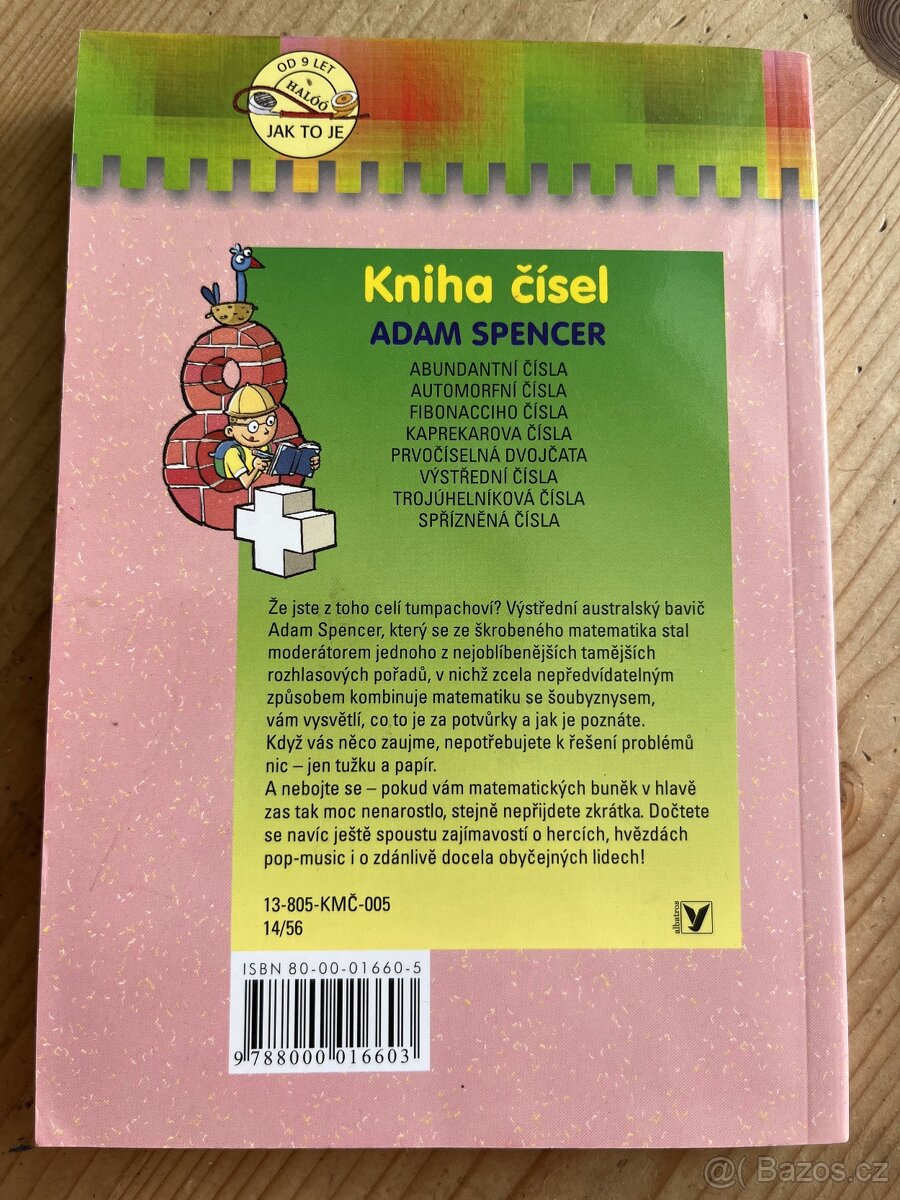 OD 9 LET
HALÓÓ
JAK TO JE
Kniha čísel
ADAM SPENCER
ABUNDANTNÍ ČÍSLA
AUTOMORFNÍ ČÍSLA
FIBONACCIHO ČÍSLA
KAPREKAROVA ČÍSLA
PRVOČÍSELNÁ DVOJČATA
VÝSTŘEDNÍ ČÍSLA
TROJÚHELNÍKOVÁ ČÍSLA
SPŘÍZNĚNÁ ČÍSLA
Že jste z toho celí tumpachoví? Výstřední australský bavič
Adam Spencer, který se ze škrobeného matematika stal
moderátorem jednoho z nejoblíbenějších tamějších
rozhlasových pořadů, v nichž zcela nepředvídatelným
způsobem kombinuje matematiku se šoubyznysem,
vám vysvětlí, co to je za potvůrky a jak je poznáte.
Když vás něco zaujme, nepotřebujete k řešení problémů
nic – jen tužku a papír.
A nebojte se – pokud vám matematických buněk v hlavě
zas tak moc nenarostlo, stejně nepřijdete zkrátka. Dočtete
se navíc ještě spoustu zajímavostí o hercích, hvězdách
pop-music i o zdánlivě docela obyčejných lidech!
13-805-KMČ-005
14/56
albatros
ISBN 80-00-01660-5
9 788000 016603
@( Bazos.cz